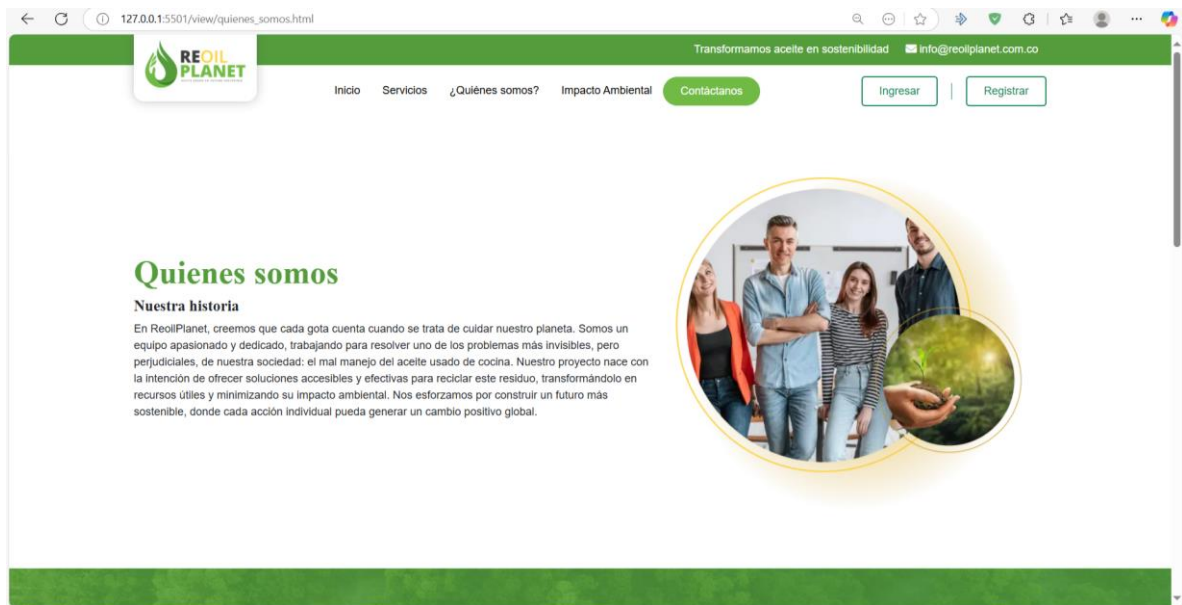 127.0.0.1:5501/view/quienes_somos.html
Transformamos aceite en sostenibilidad info@reoilplanet.com.co
REOIL
PLANET
Inicio Servicios ¿Quiénes somos? Impacto Ambiental Contáctanos Ingresar | Registrar
Quienes somos
Nuestra historia
En ReoilPlanet, creemos que cada gota cuenta cuando se trata de cuidar nuestro planeta. Somos un
equipo apasionado y dedicado, trabajando para resolver uno de los problemas más invisibles, pero
perjudiciales, de nuestra sociedad: el mal manejo del aceite usado de cocina. Nuestro proyecto nace con
la intención de ofrecer soluciones accesibles y efectivas para reciclar este residuo, transformándolo en
recursos útiles y minimizando su impacto ambiental. Nos esforzamos por construir un futuro más
sostenible, donde cada acción individual pueda generar un cambio positivo global.